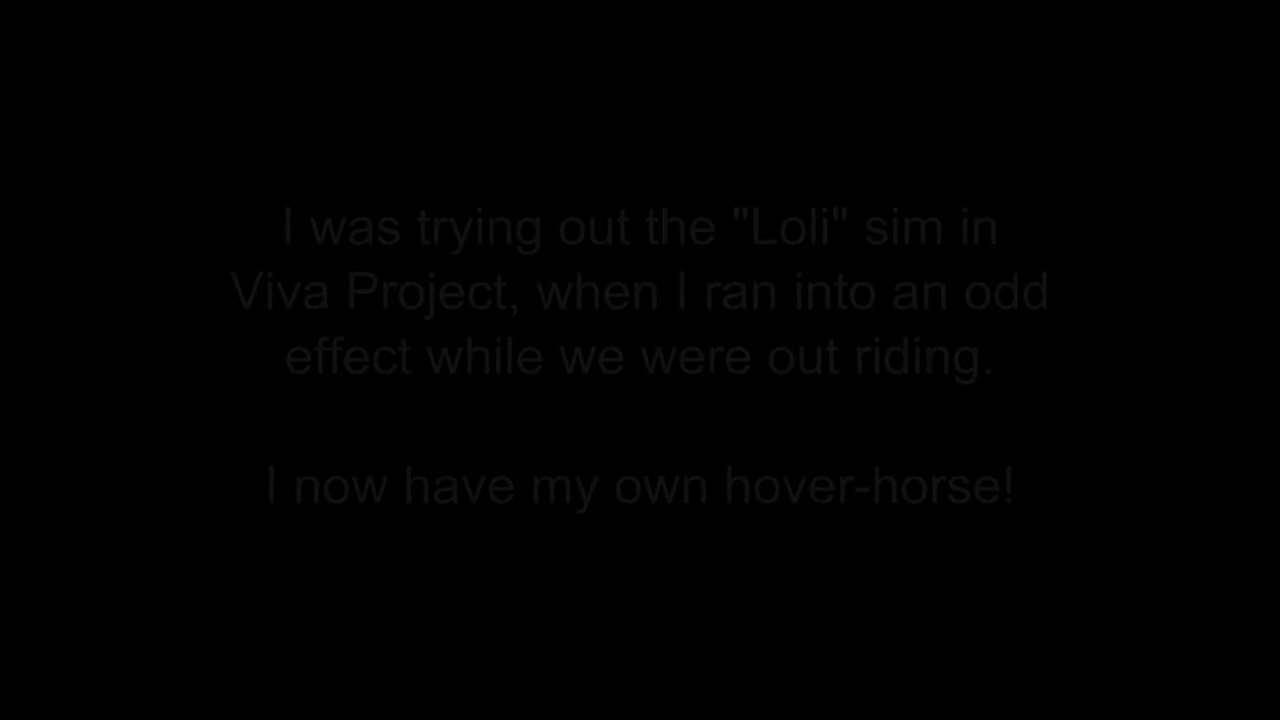 I was trying out the "Loli" sim in
Viva Project, when I ran into an odd
effect while we were out riding.
I now have my own hover-horse!